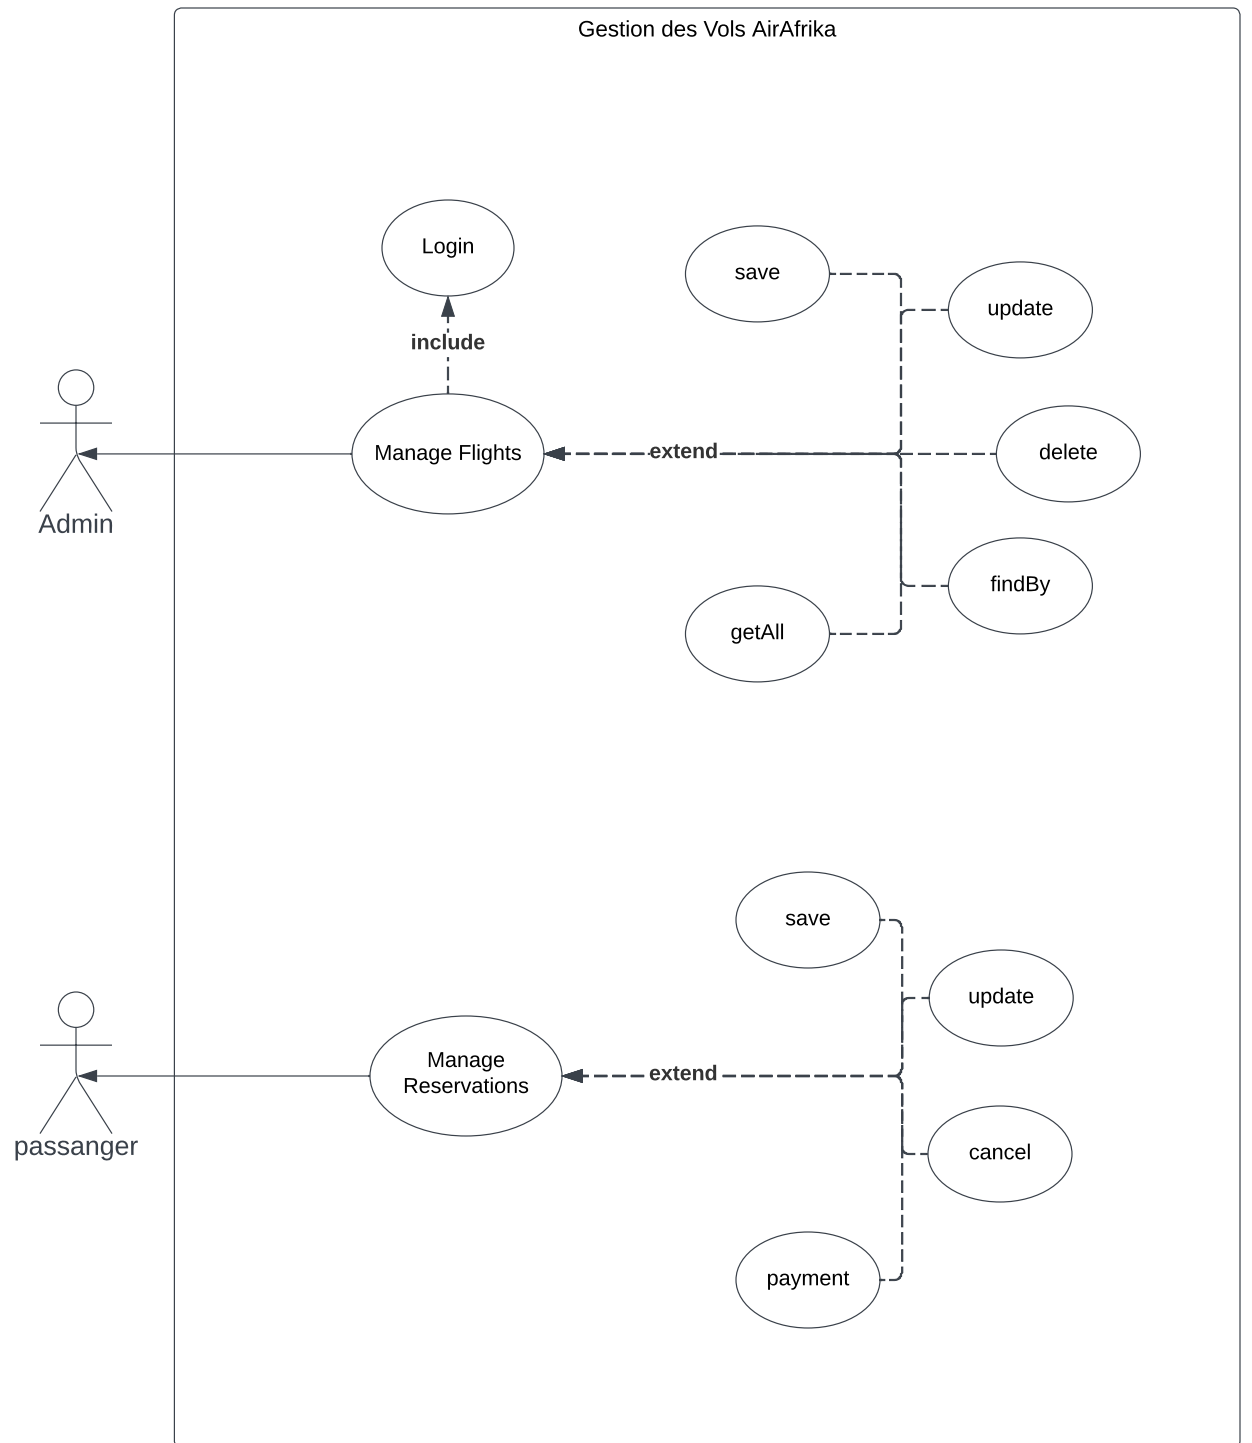 Gestion des Vols AirAfrika
Login
include
save
update
Admin
Manage Flights
extend
delete
findBy
getAll
save
update
passanger
Manage
Reservations
extend
cancel
payment